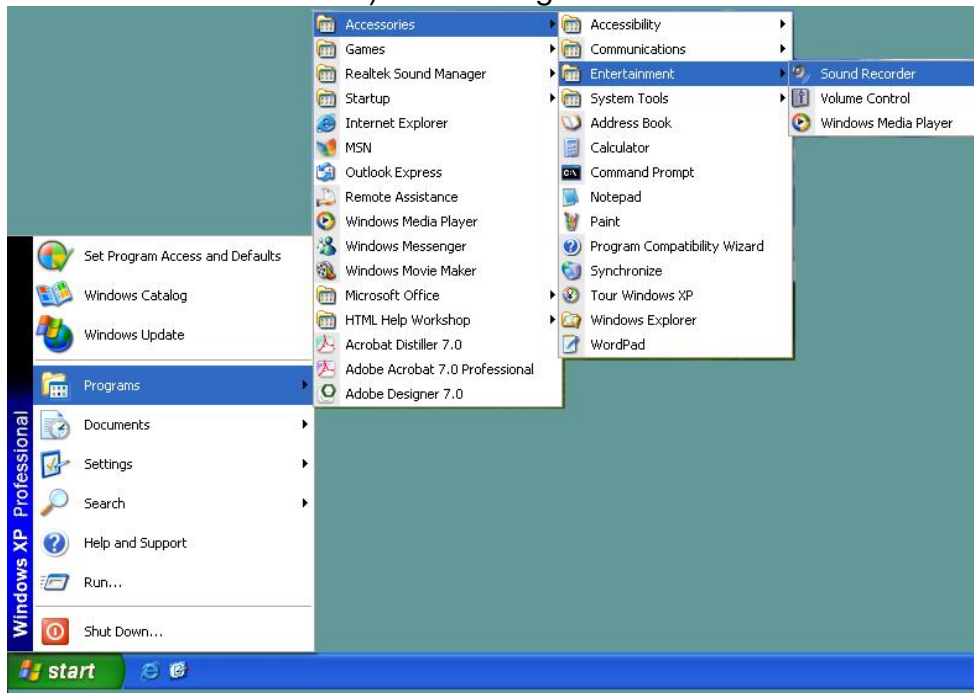 Accessories
Games
Realtek Sound Manager
Startup
Internet Explorer
MSN
Outlook Express
Remote Assistance
Windows Media Player
Windows Messenger
Windows Movie Maker
Microsoft Office
HTML Help Workshop
Acrobat Distiller 7.0
Adobe Acrobat 7.0 Professional
Adobe Designer 7.0
Accessibility
Communications
Entertainment
System Tools
Address Book
Calculator
Command Prompt
Notepad
Paint
Program Compatibility Wizard
Synchronize
Tour Windows XP
Windows Explorer
WordPad
Sound Recorder
Volume Control
Windows Media Player
Set Program Access and Defaults
Windows Catalog
Windows Update
Programs
Documents
Settings
Search
Help and Support
Run...
Shut Down...
Windows XP Professional
start